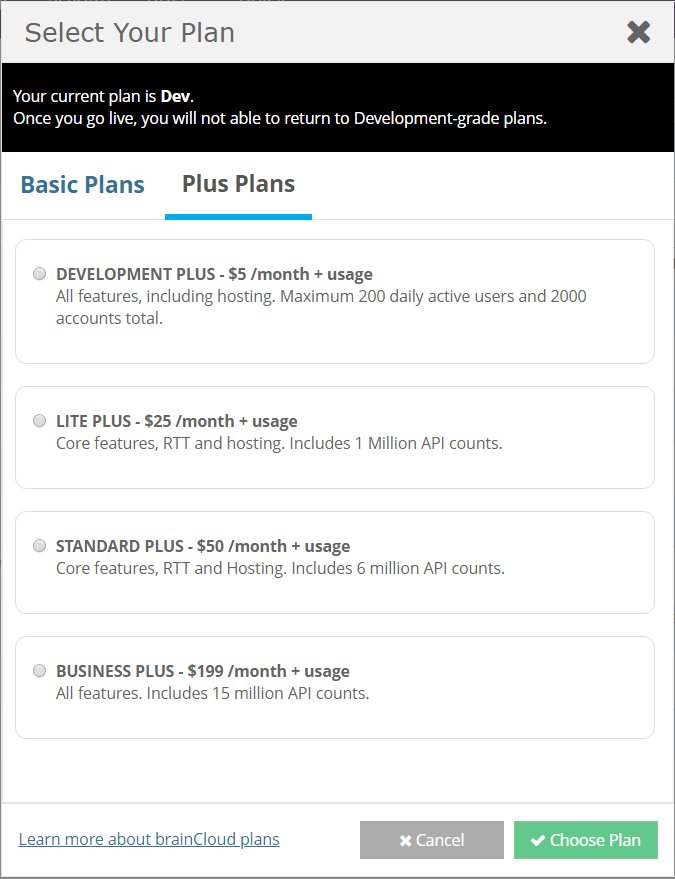 Select Your Plan
Your current plan is Dev.
Once you go live, you will not able to return to Development-grade plans.
Basic Plans
Plus Plans
DEVELOPMENT PLUS - $5 /month + usage
All features, including hosting. Maximum 200 daily active users and 2000
accounts total.
LITE PLUS - $25 /month + usage
Core features, RTT and hosting. Includes 1 Million API counts.
STANDARD PLUS - $50 /month + usage
Core features, RTT and Hosting. Includes 6 million API counts.
BUSINESS PLUS - $199 /month + usage
All features. Includes 15 million API counts.
Learn more about brainCloud plans
Cancel
Choose Plan